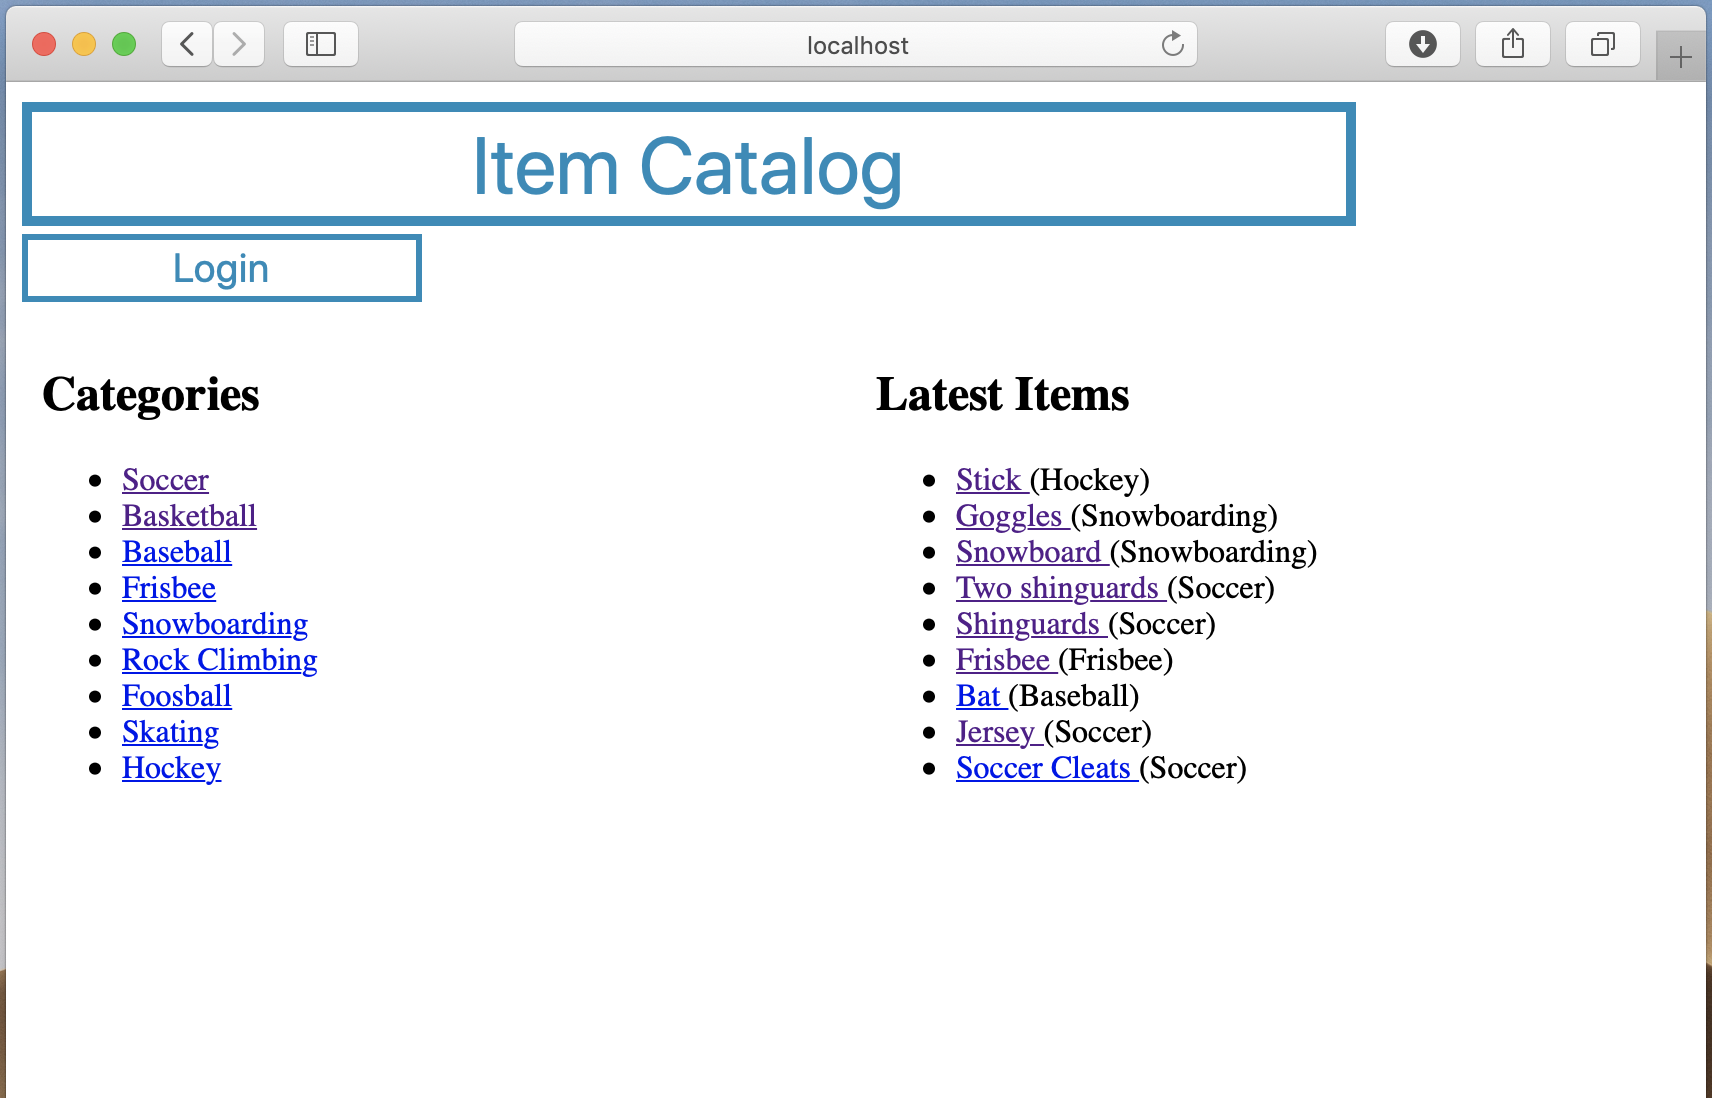 localhost
Item Catalog
Login
Categories
Soccer
Basketball
Baseball
Frisbee
Snowboarding
Rock Climbing
Foosball
Skating
Hockey
Latest Items
Stick (Hockey)
Goggles (Snowboarding)
Snowboard (Snowboarding)
Two shinguards (Soccer)
Shinguards (Soccer)
Frisbee (Frisbee)
Bat (Baseball)
Jersey (Soccer)
Soccer Cleats (Soccer)